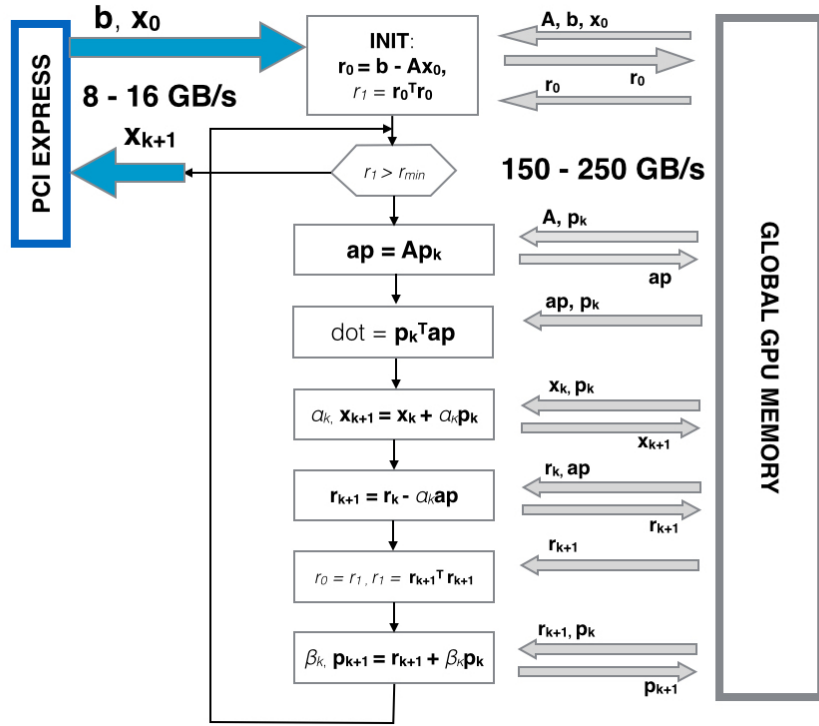 b, x₀
PCI EXPRESS
8 - 16 GB/s
xₖ₊₁
INIT:
r₀ = b - Ax₀,
r₁ = r₀ᵀr₀
A, b, x₀
r₀
r₀
r₁ > rₘᵢₙ
150 - 250 GB/s
GLOBAL GPU MEMORY
ap = Apₖ
A, pₖ
ap
dot = pₖᵀap
ap, pₖ
αₖ, xₖ₊₁ = xₖ + αₖpₖ
xₖ, pₖ
xₖ₊₁
rₖ₊₁ = rₖ - αₖap
rₖ, ap
rₖ₊₁
r₀ = r₁, r₁ = rₖ₊₁ᵀ rₖ₊₁
rₖ₊₁
βₖ, pₖ₊₁ = rₖ₊₁ + βₖpₖ
rₖ₊₁, pₖ
pₖ₊₁